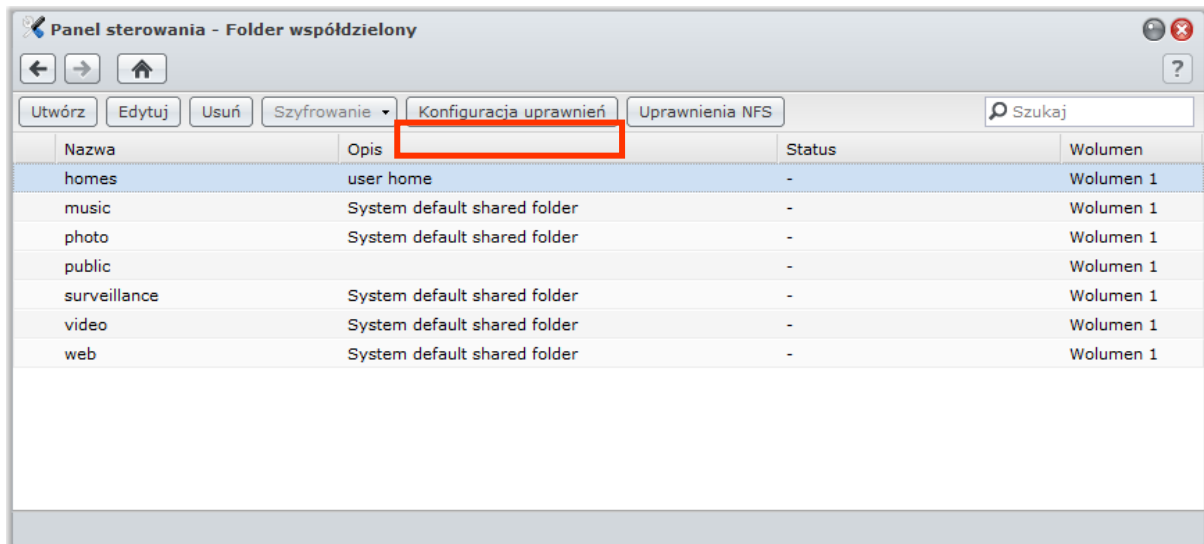 Panel sterowania - Folder współdzielony
?
Utwórz Edytuj Usuń Szyfrowanie Konfiguracja uprawnień Uprawnienia NFS Szukaj
Nazwa Opis Status Wolumen
homes user home - Wolumen 1
music System default shared folder - Wolumen 1
photo System default shared folder - Wolumen 1
public - Wolumen 1
surveillance System default shared folder - Wolumen 1
video System default shared folder - Wolumen 1
web System default shared folder - Wolumen 1